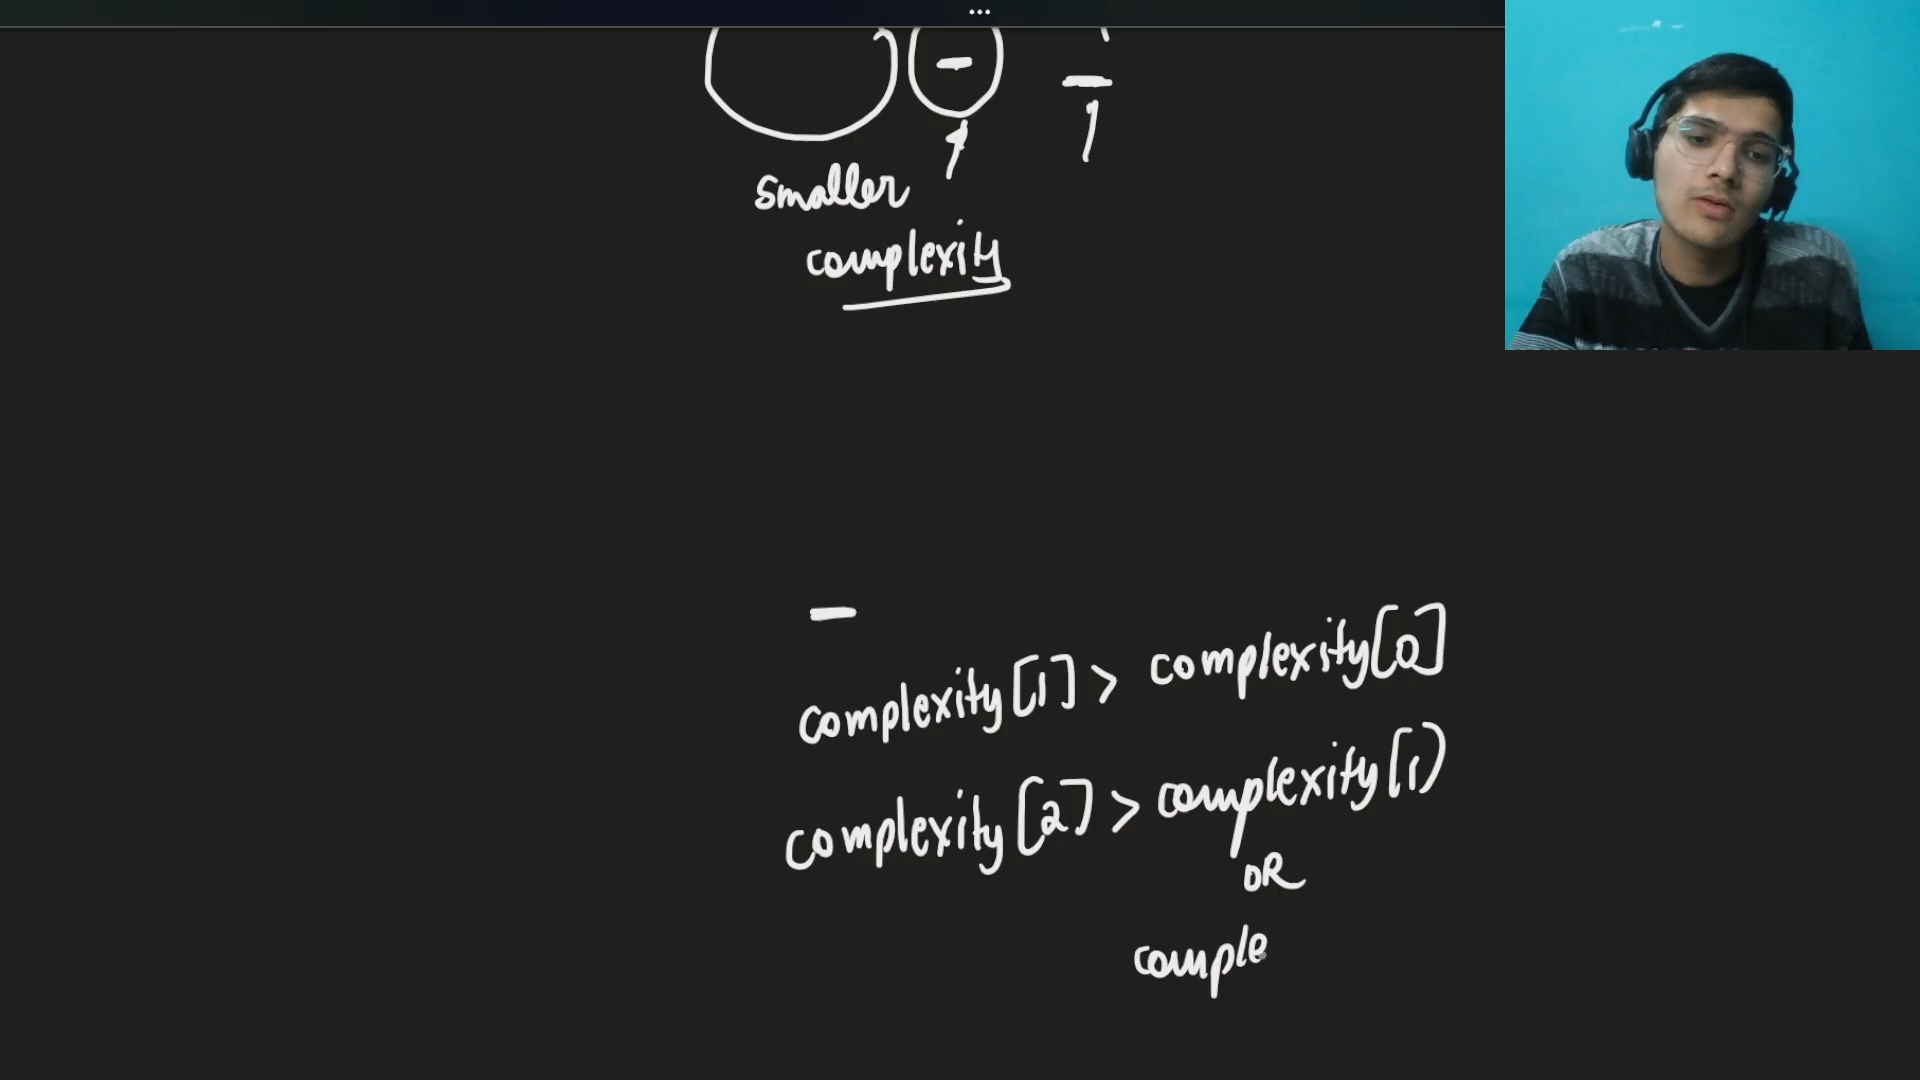 smaller
complexity
complexity[1] > complexity[0]
complexity[2] > complexity[1)
OR
comple